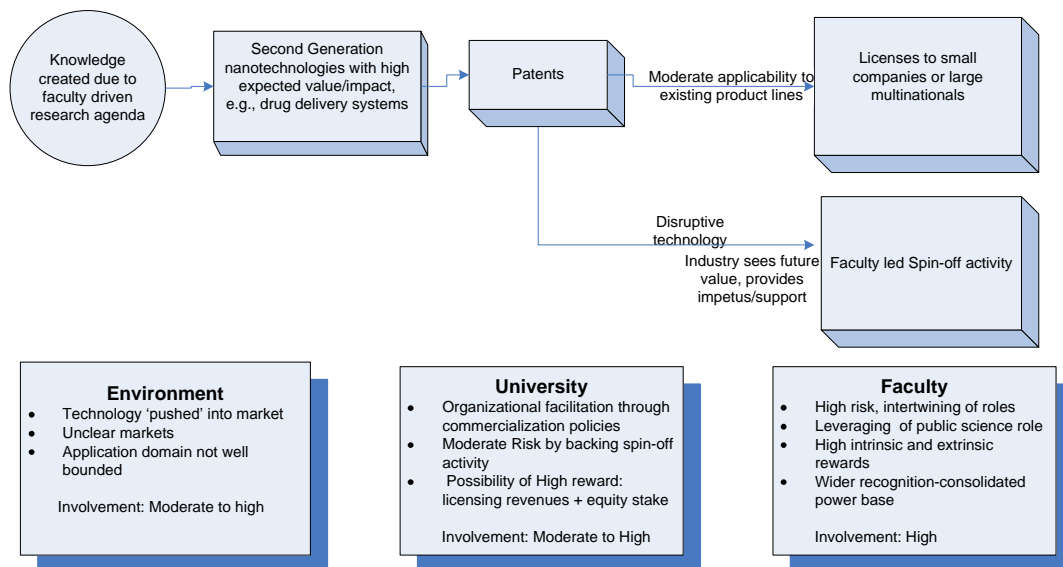 Knowledge
created due to
faculty driven
research agenda
Second Generation
nanotechnologies with high
expected value/impact,
e.g., drug delivery systems
Patents
Moderate applicability to
existing product lines
Licenses to small
companies or large
multinationals
Disruptive
technology
Industry sees future
value, provides
impetus/support
Faculty led Spin-off activity
Environment
• Technology ‘pushed’ into market
• Unclear markets
• Application domain not well
bounded
Involvement: Moderate to high
University
• Organizational facilitation through
commercialization policies
• Moderate Risk by backing spin-off
activity
• Possibility of High reward:
licensing revenues + equity stake
Involvement: Moderate to High
Faculty
• High risk, intertwining of roles
• Leveraging of public science role
• High intrinsic and extrinsic
rewards
• Wider recognition-consolidated
power base
Involvement: High